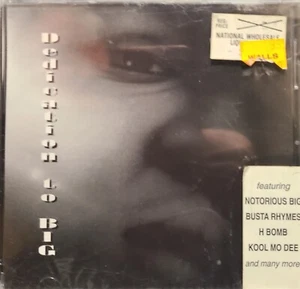 Dedication to BIG
NATIONAL WHOLESALE
featuring
NOTORIOUS BIG
BUSTA RHYMES
H BOMB
KOOL MO DEE
and many more